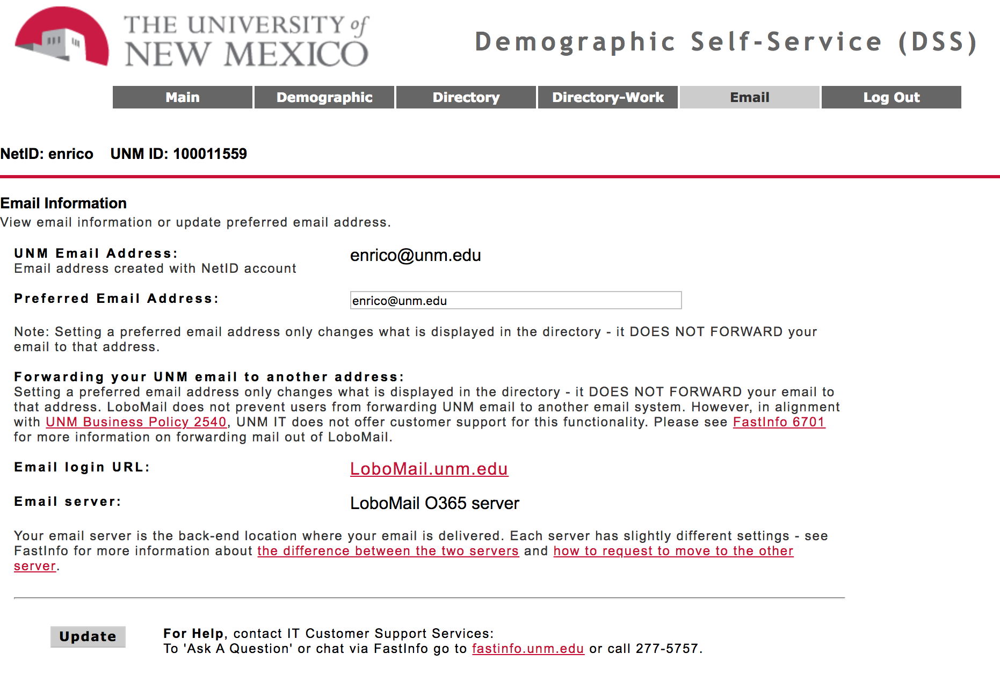 THE UNIVERSITY of
NEW MEXICO
Demographic Self-Service (DSS)
Main Demographic Directory Directory-Work Email Log Out
NetID: enrico UNM ID: 100011559
Email Information
View email information or update preferred email address.
UNM Email Address: enrico@unm.edu
Email address created with NetID account
Preferred Email Address: enrico@unm.edu
Note: Setting a preferred email address only changes what is displayed in the directory - it DOES NOT FORWARD your
email to that address.
Forwarding your UNM email to another address:
Setting a preferred email address only changes what is displayed in the directory - it DOES NOT FORWARD your email to
that address. LoboMail does not prevent users from forwarding UNM email to another email system. However, in alignment
with UNM Business Policy 2540, UNM IT does not offer customer support for this functionality. Please see FastInfo 6701
for more information on forwarding mail out of LoboMail.
Email login URL: LoboMail.unm.edu
Email server: LoboMail O365 server
Your email server is the back-end location where your email is delivered. Each server has slightly different settings - see
FastInfo for more information about the difference between the two servers and how to request to move to the other
server.
Update
For Help, contact IT Customer Support Services:
To 'Ask A Question' or chat via FastInfo go to fastinfo.unm.edu or call 277-5757.